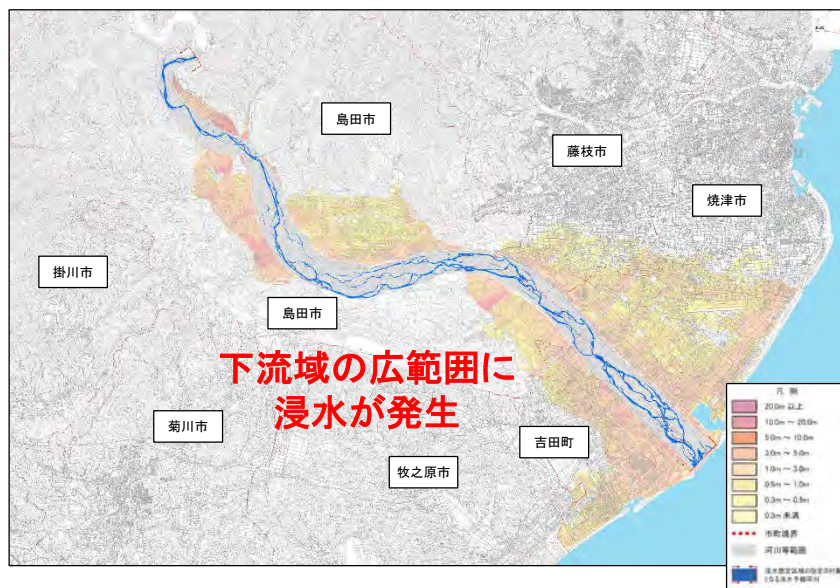 島田市
藤枝市
焼津市
掛川市
島田市
下流域の広範囲に
浸水が発生
菊川市
吉田町
牧之原市
凡例
20.0m 以上
10.0m ～ 20.0m
5.0m ～ 10.0m
3.0m ～ 5.0m
1.0m ～ 3.0m
0.5m ～ 1.0m
0.3m ～ 0.5m
0.3m 未満
市町境界
河川等範囲